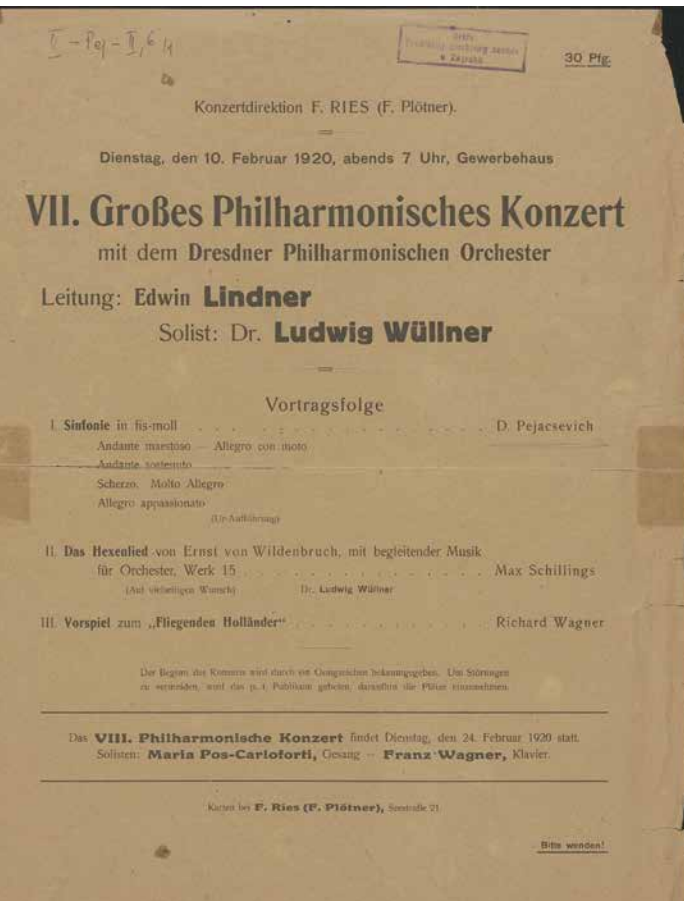 II – Pej – II, 6/4
30 Pfg.
Konzertdirektion F. RIES (F. Plötner).
Dienstag, den 10. Februar 1920, abends 7 Uhr, Gewerbehaus
VII. Großes Philharmonisches Konzert
mit dem Dresdner Philharmonischen Orchester
Leitung: Edwin Lindner
Solist: Dr. Ludwig Wüllner
Vortragsfolge
I. Sinfonie in fis-moll . . . . . . . . . . . . . . . . D. Pejacsevich
Andante maestoso – Allegro con moto
Andante sostenuto
Scherzo. Molto Allegro
Allegro appassionato
(Ur-Aufführung)
II. Das Hexenlied von Ernst von Wildenbruch, mit begleitender Musik
für Orchester, Werk 15 . . . . . . . . . . . . . . Max Schillings
(Auf vielseitigen Wunsch) Dr. Ludwig Wüllner
III. Vorspiel zum „Fliegenden Holländer“ . . . . . . . . . . . Richard Wagner
Der Beginn des Konzerts wird durch ein Gongzeichen bekanntgegeben. Um Störungen
zu vermeiden, wird das p. t. Publikum gebeten, daraufhin die Plätze einzunehmen.
Das VIII. Philharmonische Konzert findet Dienstag, den 24. Februar 1920 statt.
Solisten: Maria Pos-Carloforti, Gesang – Franz Wagner, Klavier.
Karten bei F. Ries (F. Plötner), Seestraße 21.
Bitte wenden!